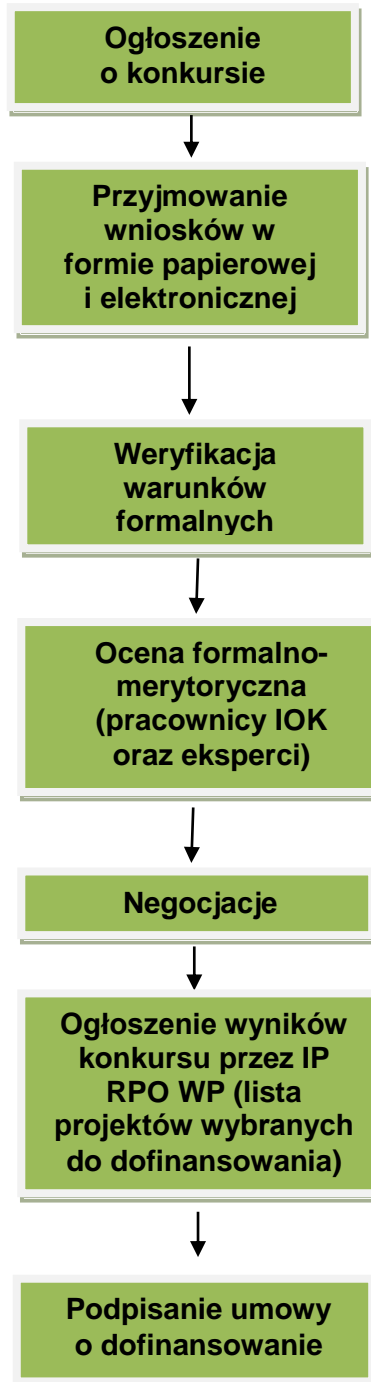 Ogłoszenie
o konkursie
Przyjmowanie
wniosków w
formie papierowej
i elektronicznej
Weryfikacja
warunków
formalnych
Ocena formalno-
merytoryczna
(pracownicy IOK
oraz eksperci)
Negocjacje
Ogłoszenie wyników
konkursu przez IP
RPO WP (lista
projektów wybranych
do dofinansowania)
Podpisanie umowy
o dofinansowanie